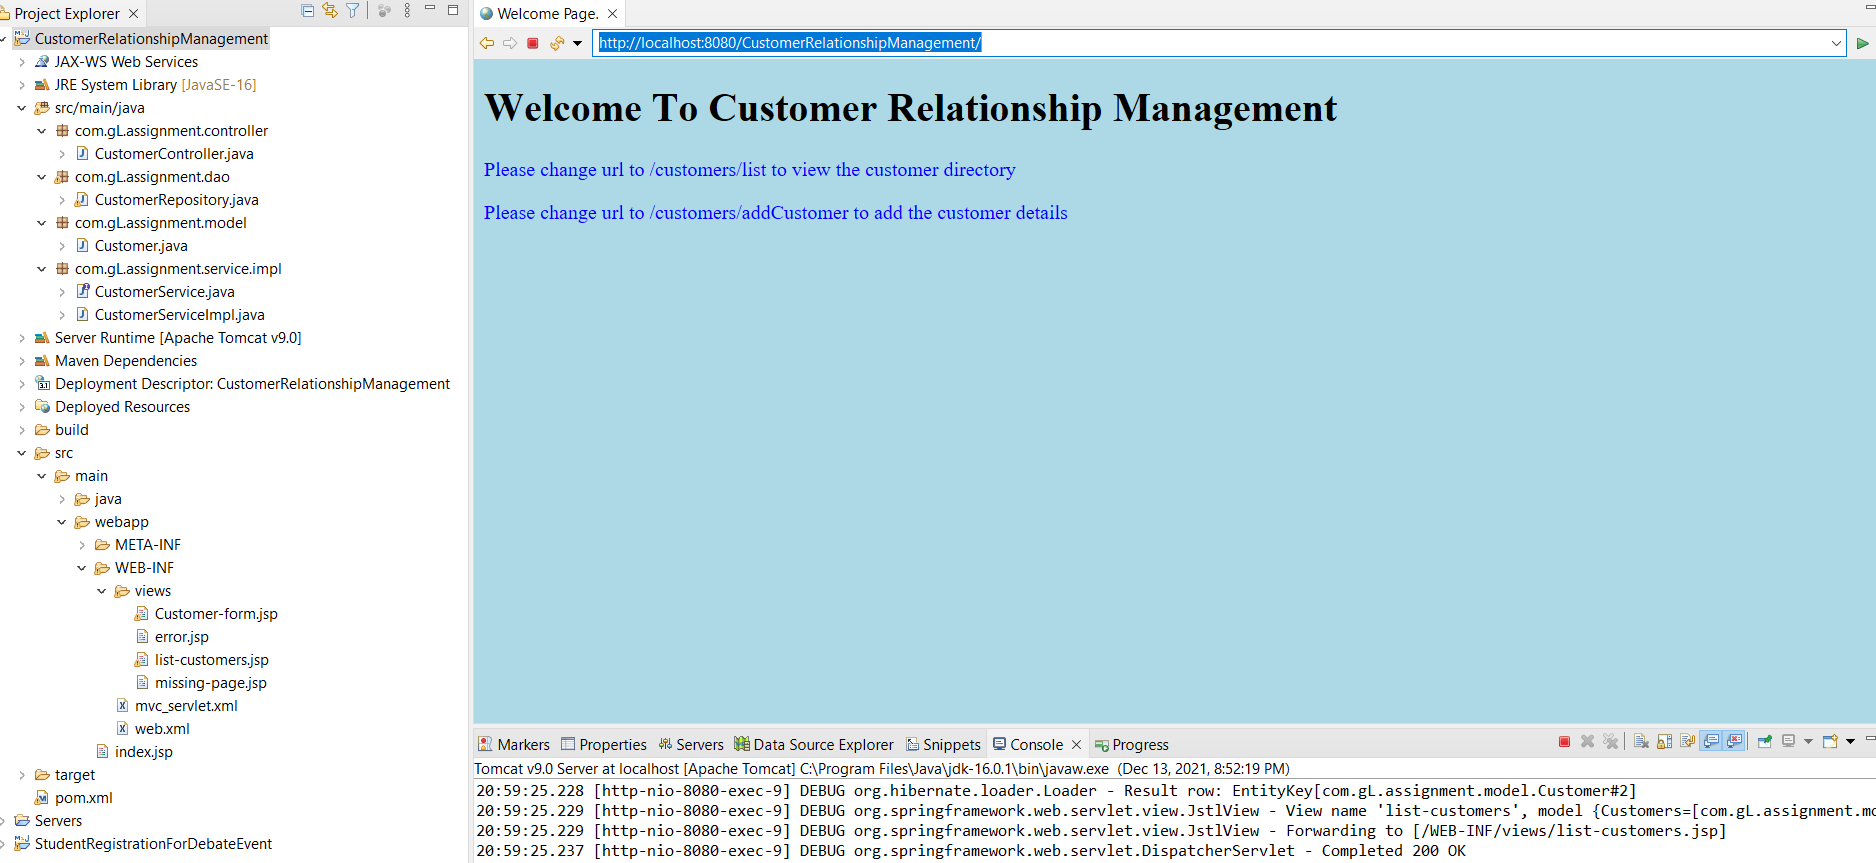 Project Explorer
CustomerRelationshipManagement
JAX-WS Web Services
JRE System Library [JavaSE-16]
src/main/java
com.gL.assignment.controller
CustomerController.java
com.gL.assignment.dao
CustomerRepository.java
com.gL.assignment.model
Customer.java
com.gL.assignment.service.impl
CustomerService.java
CustomerServiceImpl.java
Server Runtime [Apache Tomcat v9.0]
Maven Dependencies
Deployment Descriptor: CustomerRelationshipManagement
Deployed Resources
build
src
main
java
webapp
META-INF
WEB-INF
views
Customer-form.jsp
error.jsp
list-customers.jsp
missing-page.jsp
mvc_servlet.xml
web.xml
index.jsp
target
pom.xml
Servers
StudentRegistrationForDebateEvent
Welcome Page.
http://localhost:8080/CustomerRelationshipManagement/
Welcome To Customer Relationship Management
Please change url to /customers/list to view the customer directory
Please change url to /customers/addCustomer to add the customer details
Markers Properties Servers Data Source Explorer Snippets Console Progress
Tomcat v9.0 Server at localhost [Apache Tomcat] C:\Program Files\Java\jdk-16.0.1\bin\javaw.exe (Dec 13, 2021, 8:52:19 PM)
20:59:25.228 [http-nio-8080-exec-9] DEBUG org.hibernate.loader.Loader - Result row: EntityKey[com.gL.assignment.model.Customer#2]
20:59:25.229 [http-nio-8080-exec-9] DEBUG org.springframework.web.servlet.view.JstlView - View name 'list-customers', model {Customers=[com.gL.assignment.mo
20:59:25.229 [http-nio-8080-exec-9] DEBUG org.springframework.web.servlet.view.JstlView - Forwarding to [/WEB-INF/views/list-customers.jsp]
20:59:25.237 [http-nio-8080-exec-9] DEBUG org.springframework.web.servlet.DispatcherServlet - Completed 200 OK